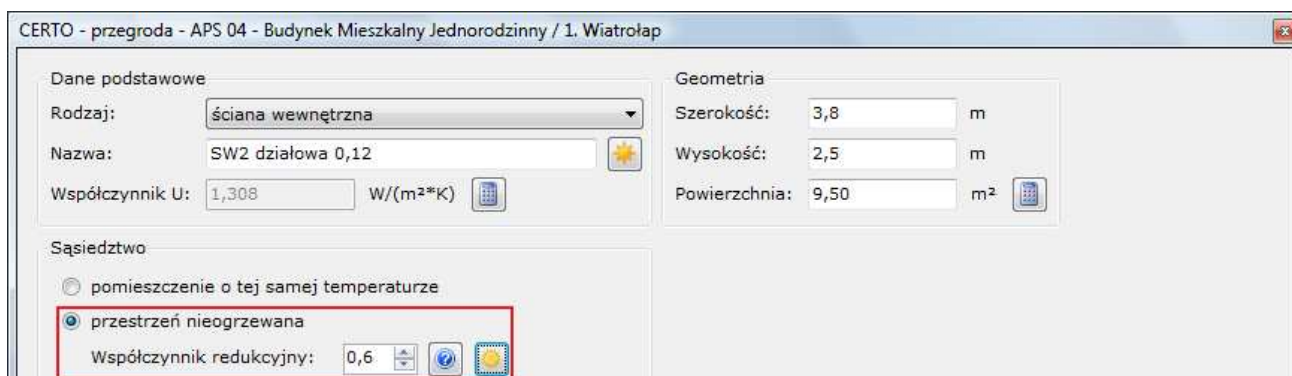 CERTO - przegroda - APS 04 - Budynek Mieszkalny Jednorodzinny / 1. Wiatrołap
Dane podstawowe
Rodzaj: ściana wewnętrzna
Nazwa: SW2 działowa 0,12
Współczynnik U: 1,308 W/(m²*K)
Geometria
Szerokość: 3,8 m
Wysokość: 2,5 m
Powierzchnia: 9,50 m²
Sąsiedztwo
pomieszczenie o tej samej temperaturze
przestrzeń nieogrzewana
Współczynnik redukcyjny: 0,6